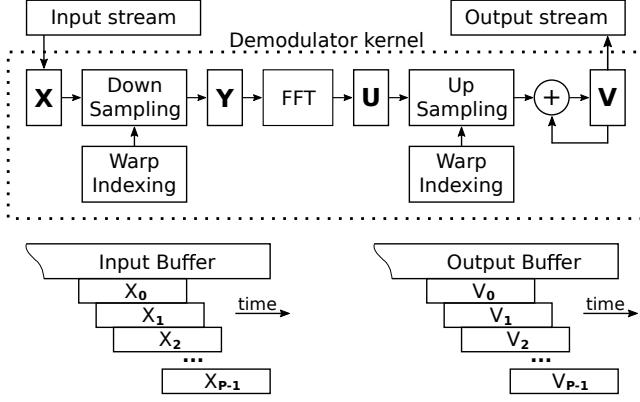 Input stream
Output stream
Demodulator kernel
X
Down
Sampling
Y
FFT
U
Up
Sampling
+
V
Warp
Indexing
Warp
Indexing
Input Buffer
X0
X1
X2
...
XP-1
time
Output Buffer
V0
V1
V2
...
VP-1
time